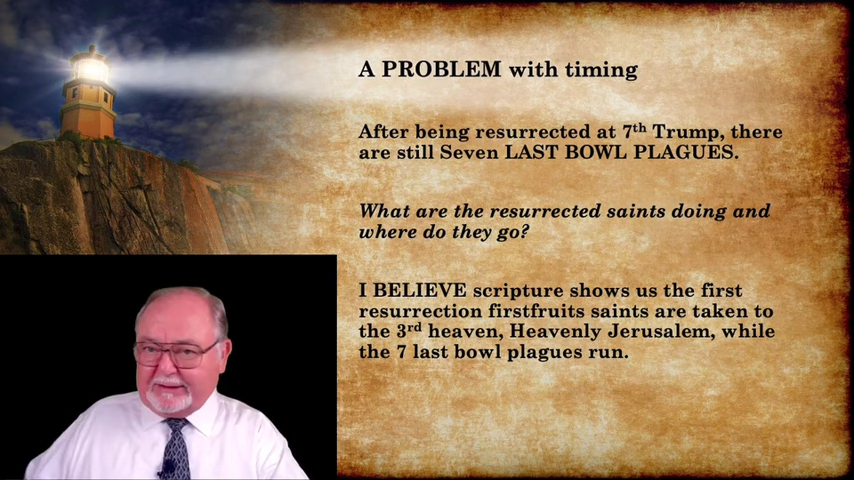 A PROBLEM with timing
After being resurrected at 7th Trump, there
are still Seven LAST BOWL PLAGUES.
What are the resurrected saints doing and
where do they go?
I BELIEVE scripture shows us the first
resurrection firstfruits saints are taken to
the 3rd heaven, Heavenly Jerusalem, while
the 7 last bowl plagues run.